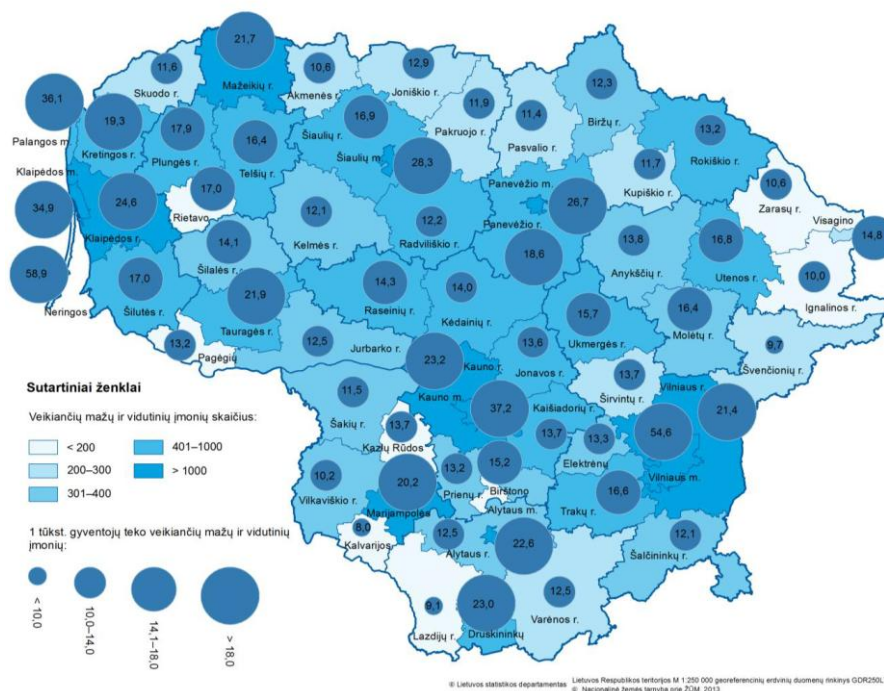 21,7
11,6
Mažeikių r.
10,6
12,9
Skuodo r.
Akmenės r.
Joniškio r.
12,3
36,1
11,9
11,4
Biržų r.
19,3
17,9
16,4
16,9
Pakruojo r.
Pasvalio r.
13,2
Palangos m.
Kretingos r.
Plungės r.
Telšių r.
Šiaulių r.
Šiaulių m.
28,3
11,7
Rokiškio r.
Klaipėdos m.
17,0
Panevėžio m.
Kupiškio r.
10,6
34,9
24,6
Rietavo
12,1
12,2
26,7
Zarasų r.
Klaipėdos r.
Kelmės r.
Radviliškio r.
Panevėžio r.
Visagino
14,1
18,6
13,8
16,8
14,8
58,9
Šilalės r.
Anykščių r.
Utenos r.
10,0
17,0
21,9
14,3
14,0
Ignalinos r.
Neringos
Šilutės r.
Raseinių r.
Kėdainių r.
15,7
16,4
Tauragės r.
Ukmergės r.
Molėtų r.
13,2
12,5
13,6
9,7
Pagėgių
Jurbarko r.
23,2
Kauno r.
Jonavos r.
Švenčionių r.
13,7
Sutartiniai ženklai
Kauno m.
Širvintų r.
Vilniaus r.
Veikiančių mažų ir vidutinių įmonių skaičius:
11,5
37,2
Kaišiadorių r.
21,4
Šakių r.
13,7
13,7
13,3
54,6
< 200
401–1000
Kazlų Rūdos
Elektrėnų
200–300
> 1000
10,2
20,2
13,2
15,2
Vilniaus m.
301–400
Vilkaviškio r.
Prienų r.
Birštono
16,6
Marijampolės
Alytaus m.
Trakų r.
1 tūkst. gyventojų teko veikiančių mažų ir vidutinių
įmonių:
8,0
12,5
22,6
12,1
Kalvarijos
Alytaus r.
Šalčininkų r.
9,1
23,0
12,5
< 10,0
10,0–14,0
14,1–18,0
> 18,0
Lazdijų r.
Druskininkų
Varėnos r.
© Lietuvos statistikos departamentas
Lietuvos Respublikos teritorijos M 1:250 000 georeferencinių erdvinių duomenų rinkinys GDR250L
© Nacionalinė žemės tarnyba prie ŽŪM, 2013